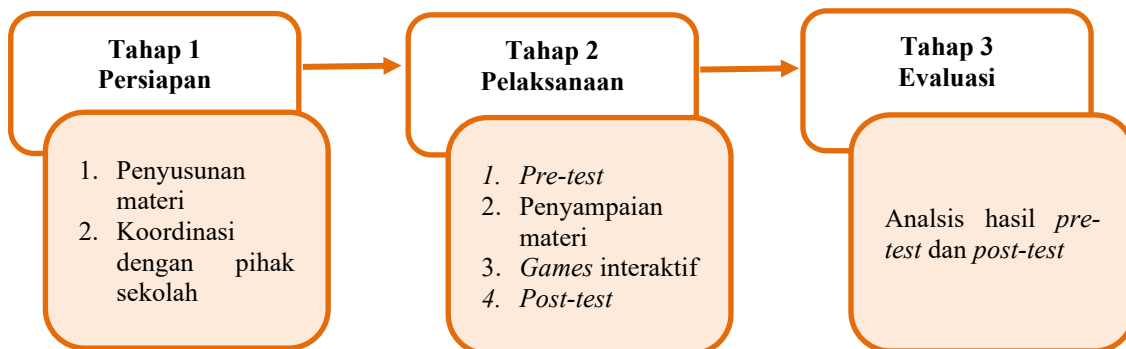 Tahap 1
Persiapan
1. Penyusunan
materi
2. Koordinasi
dengan pihak
sekolah
Tahap 2
Pelaksanaan
1. Pre-test
2. Penyampaian
materi
3. Games interaktif
4. Post-test
Tahap 3
Evaluasi
Analsis hasil pre-
test dan post-test